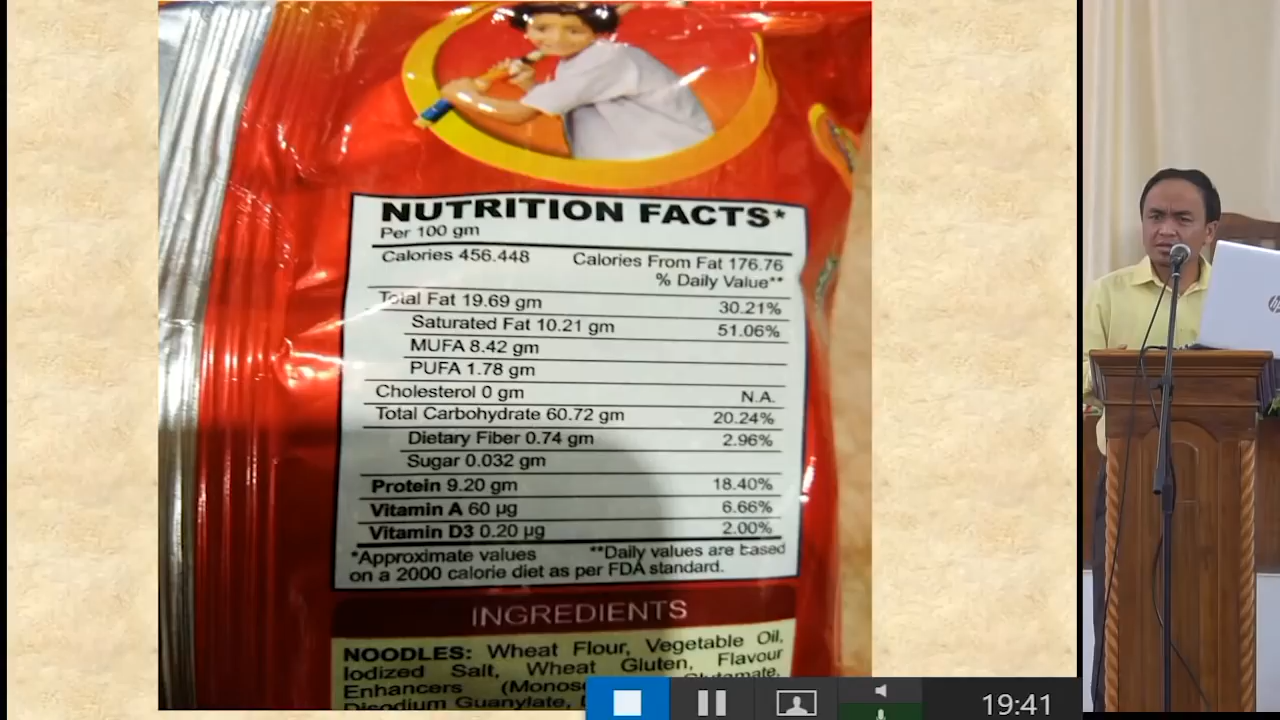 NUTRITION FACTS*
Per 100 gm
Calories 456.448 Calories From Fat 176.76
% Daily Value**
Total Fat 19.69 gm 30.21%
Saturated Fat 10.21 gm 51.06%
MUFA 8.42 gm
PUFA 1.78 gm
Cholesterol 0 gm N.A.
Total Carbohydrate 60.72 gm 20.24%
Dietary Fiber 0.74 gm 2.96%
Sugar 0.032 gm
Protein 9.20 gm 18.40%
Vitamin A 60 µg 6.66%
Vitamin D3 0.20 µg 2.00%
*Approximate values **Daily values are based
on a 2000 calorie diet as per FDA standard.
INGREDIENTS
NOODLES: Wheat Flour, Vegetable Oil,
Iodized Salt, Wheat Gluten, Flavour
Enhancers
Disodium Guanylate,
19:41
hp